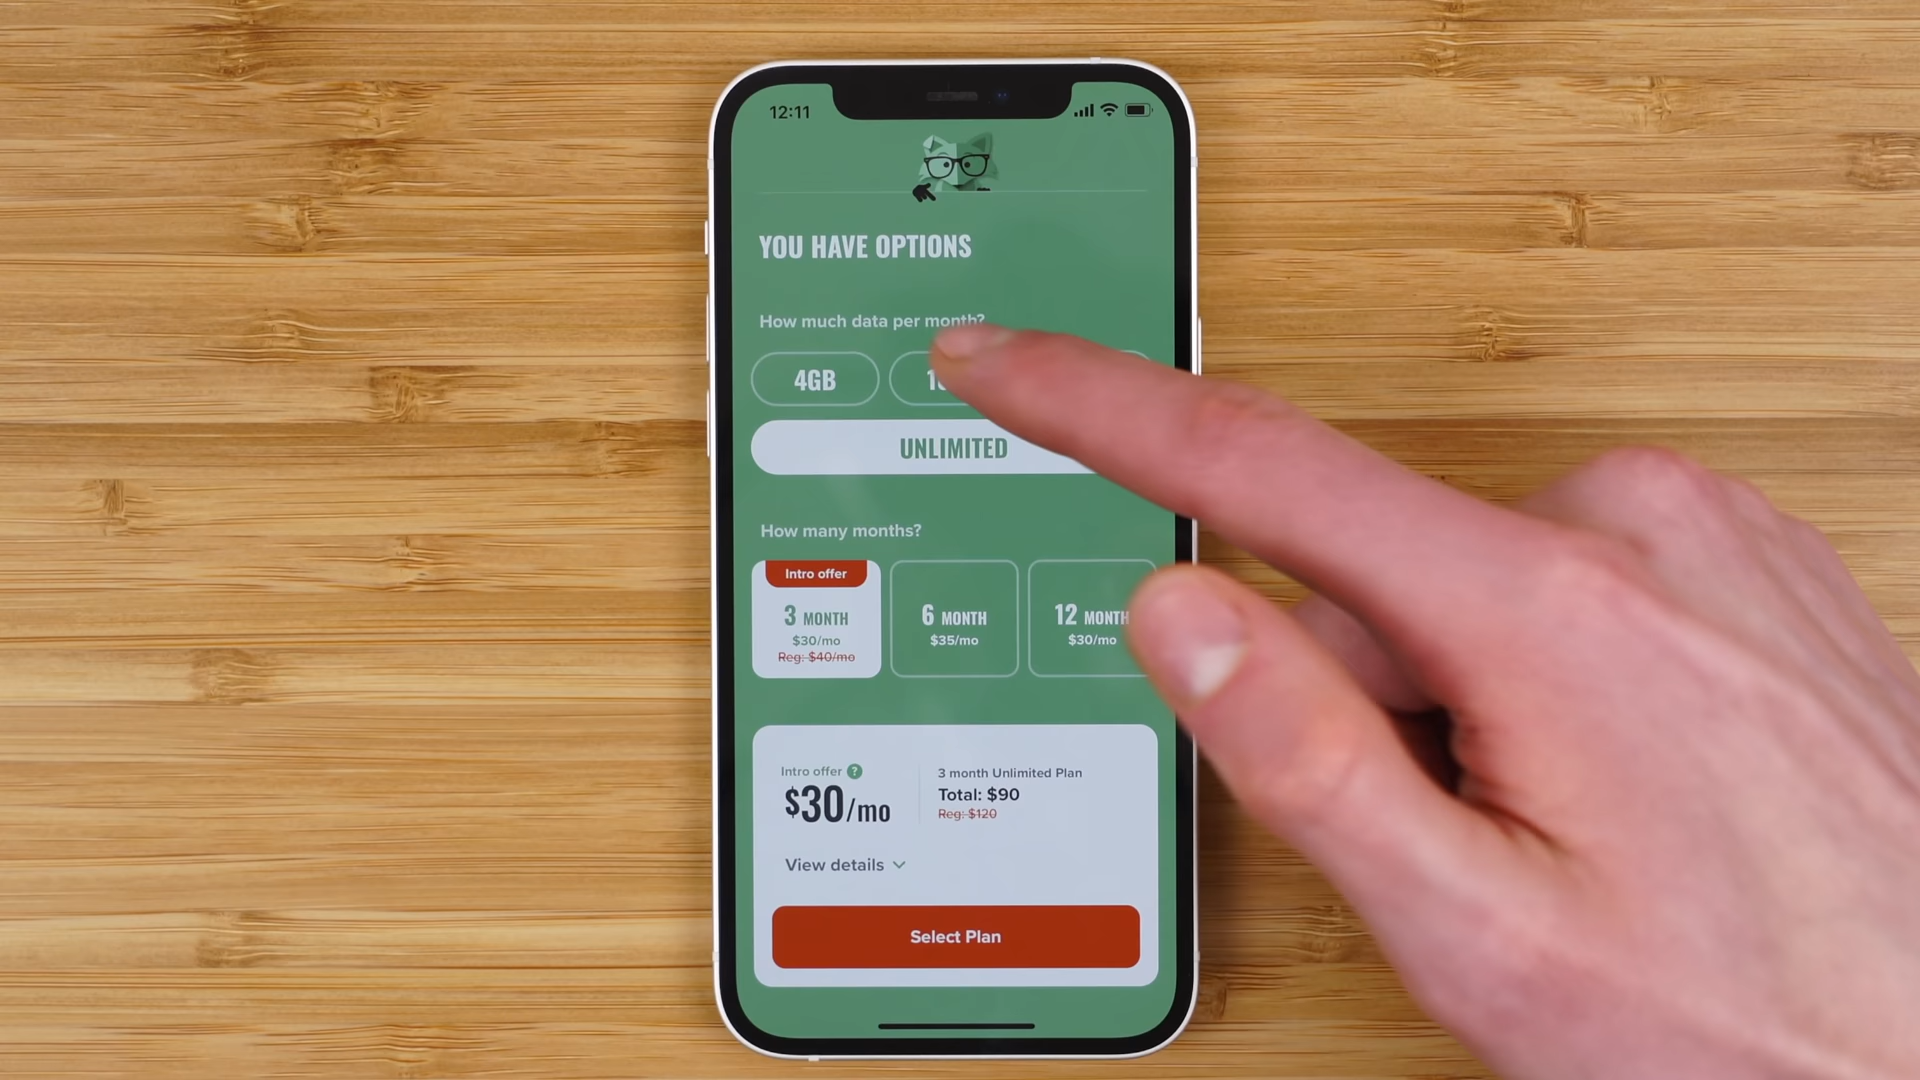 12:11
YOU HAVE OPTIONS
How much data per month?
4GB
UNLIMITED
How many months?
Intro offer
3 MONTH
$30/mo
Reg: $40/mo
6 MONTH
$35/mo
12 MONTH
$30/mo
Intro offer ?
$30/mo
3 month Unlimited Plan
Total: $90
Reg: $120
View details
Select Plan